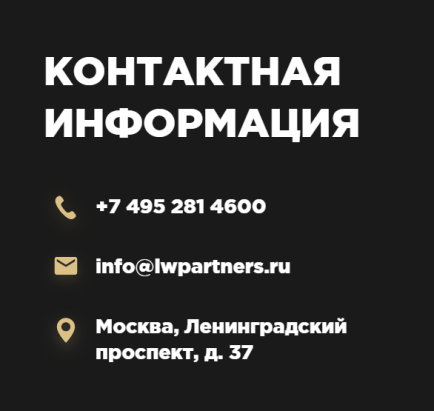 КОНТАКТНАЯ
ИНФОРМАЦИЯ
+7 495 281 4600
info@lwpartners.ru
Москва, Ленинградский
проспект, д. 37